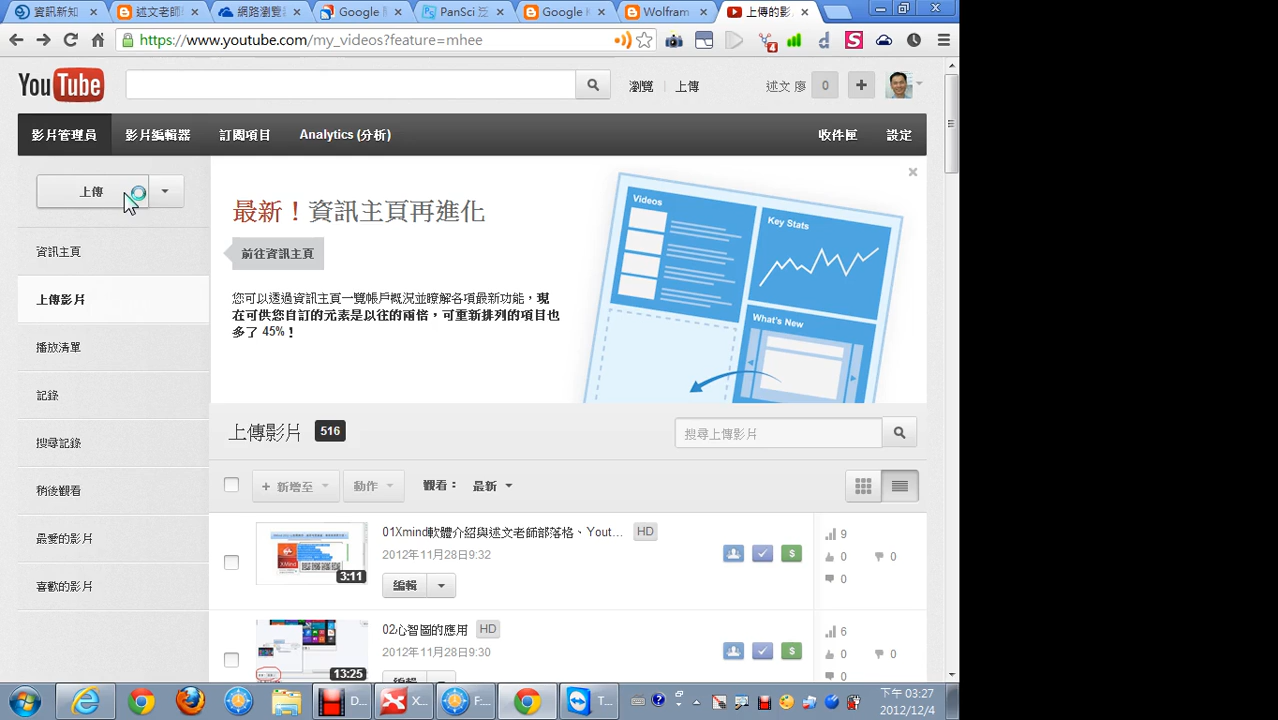 資訊新知
述文老師
網路瀏覽
Google
PanSci 泛
Google
Wolfram
上傳的影
https://www.youtube.com/my_videos?feature=mhee
4
YouTube
瀏覽
上傳
述文 廖
0
影片管理員
影片編輯器
訂閱項目
Analytics (分析)
收件匣
設定
上傳
資訊主頁
上傳影片
播放清單
記錄
搜尋記錄
稍後觀看
最愛的影片
喜歡的影片
最新！資訊主頁再進化
前往資訊主頁
您可以透過資訊主頁一覽帳戶概況並瞭解各項最新功能，現
在可供您自訂的元素是以往的兩倍，可重新排列的項目也
多了 45%！
Videos
Key Stats
What's New
上傳影片 516
搜尋上傳影片
+ 新增至
動作
觀看：
最新
01Xmind軟體介紹與述文老師部落格、Yout...
HD
2012年11月28日9:32
編輯
3:11
9
0
0
0
02心智圖的應用
HD
2012年11月28日9:30
編輯
13:25
6
0
0
0
D...
X...
F...
T...
下午 03:27
2012/12/4